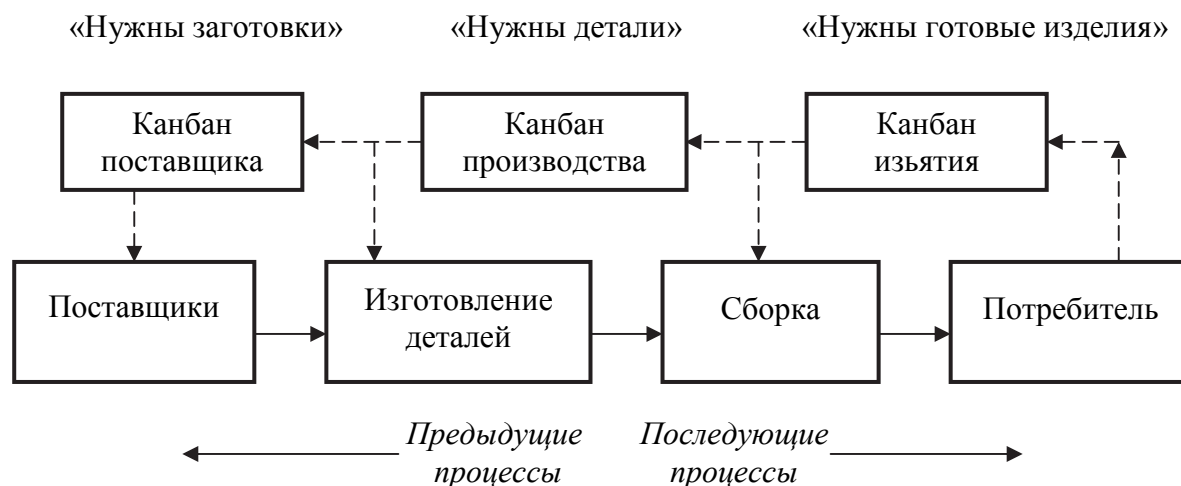 «Нужны заготовки» «Нужны детали» «Нужны готовые изделия»
Канбан
поставщика
Канбан
производства
Канбан
изьятия
Поставщики
Изготовление
деталей
Сборка
Потребитель
Предыдущие
процессы
Последующие
процессы